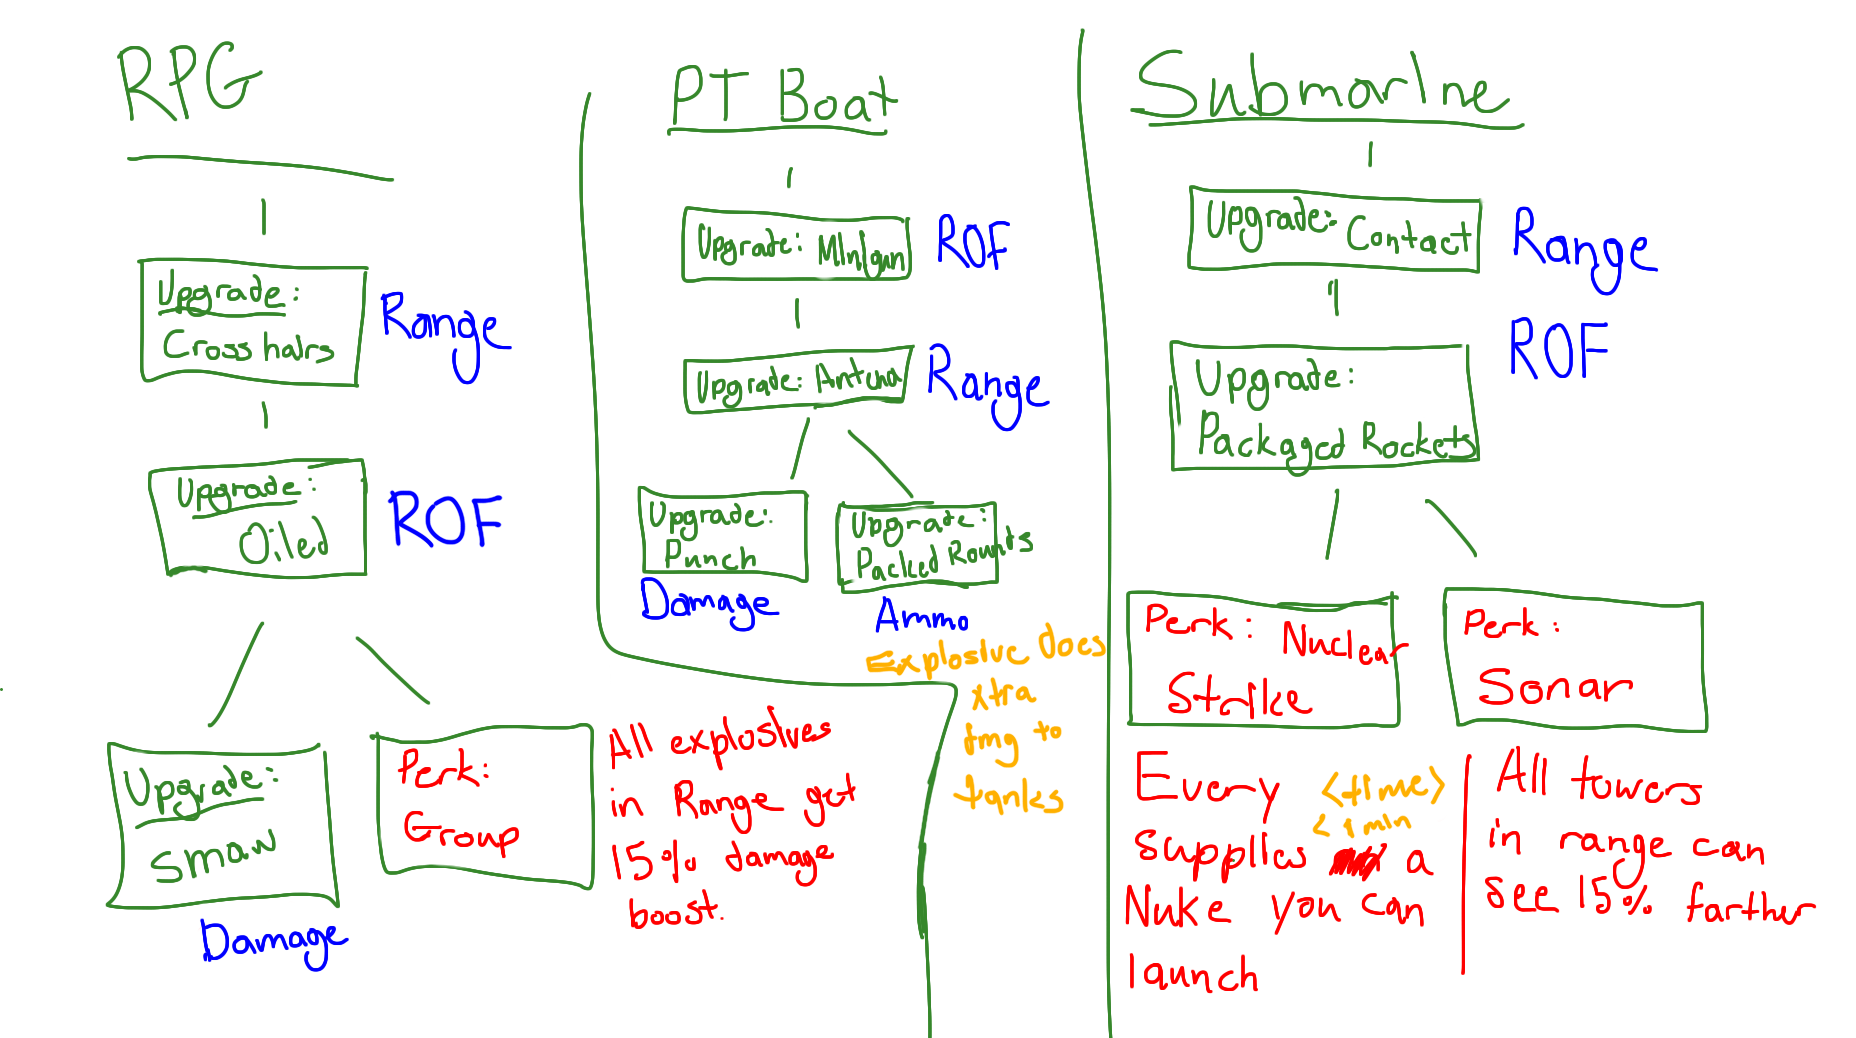 RPG
Upgrade:
Crosshairs
Range
Upgrade:
Oiled
ROF
Upgrade:
SMAW
Damage
Perk:
Group
All explosives
in Range get
15% damage
boost.
PT Boat
Upgrade: Minigun
ROF
Upgrade: Antena
Range
Upgrade:
Punch
Damage
Upgrade:
Packed Rounds
Ammo
Explosive does
xtra
dmg to
tanks
Submarine
Upgrade: Contact
Range
Upgrade:
Packaged Rockets
ROF
Perk: Nuclear
Strike
Every <time>
< 1 min
supplies a
Nuke you can
launch
Perk:
Sonar
All towers
in range can
see 15% farther